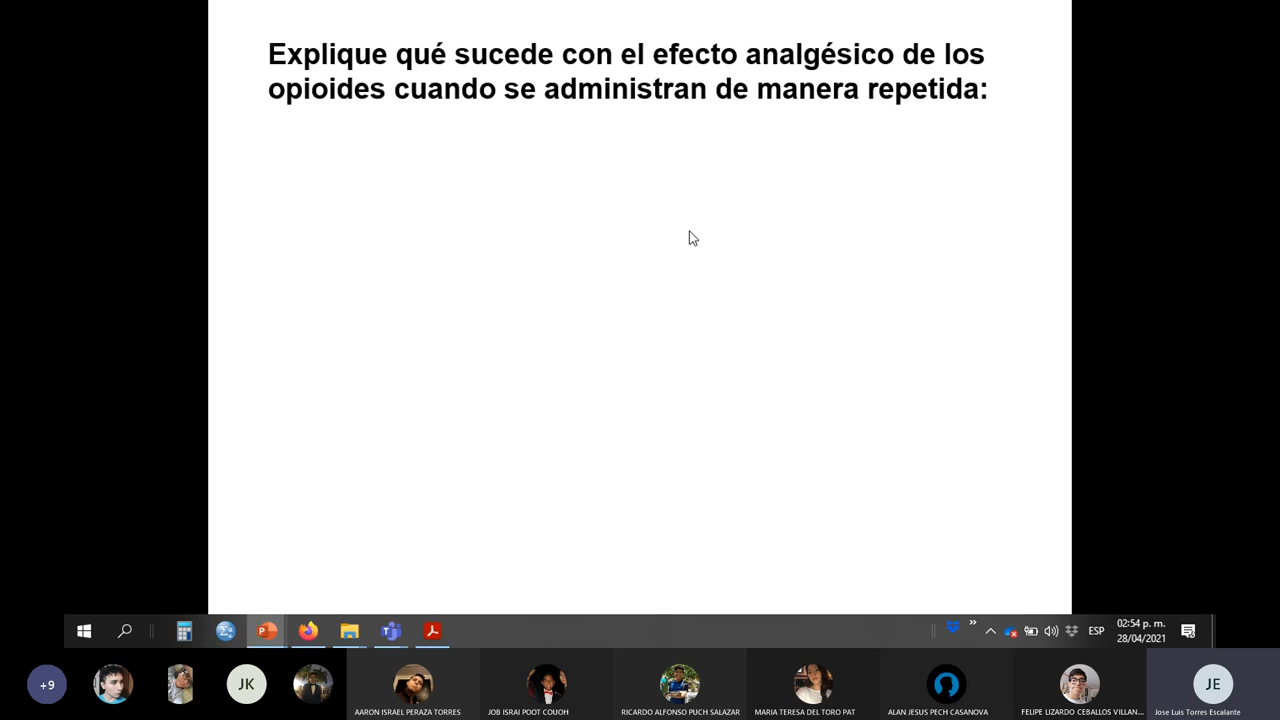 Explique qué sucede con el efecto analgésico de los
opioides cuando se administran de manera repetida:
ESP
02:54 p. m.
28/04/2021
+9
JK
AARON ISRAEL PERAZA TORRES
JOB ISRAI POOT COUOH
RICARDO ALFONSO PUCH SALAZAR
MARIA TERESA DEL TORO PAT
ALAN JESUS PECH CASANOVA
FELIPE LIZARDO CEBALLOS VILLAN...
JE
Jose Luis Torres Escalante